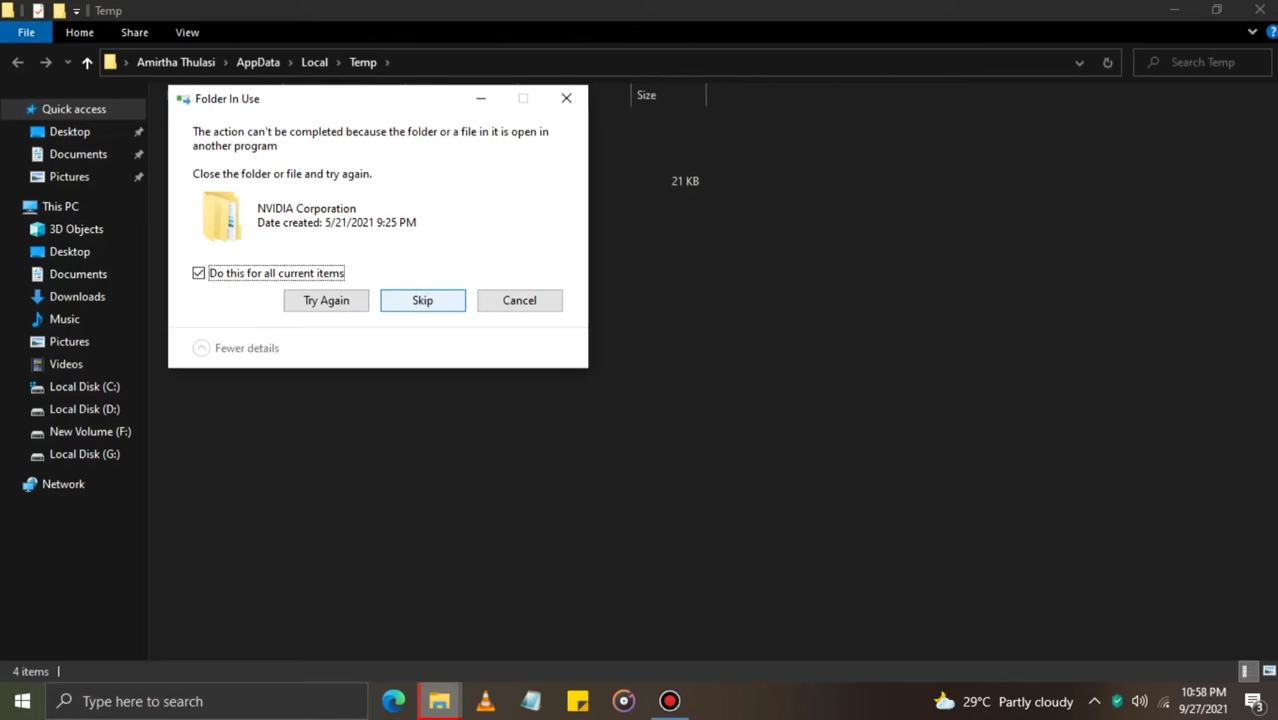 Temp
File
Home
Share
View
Amirtha Thulasi
AppData
Local
Temp
Search Temp
Quick access
Desktop
Documents
Pictures
This PC
3D Objects
Desktop
Documents
Downloads
Music
Pictures
Videos
Local Disk (C:)
Local Disk (D:)
New Volume (F:)
Local Disk (G:)
Network
Size
21 KB
Folder In Use
The action can't be completed because the folder or a file in it is open in
another program
Close the folder or file and try again.
NVIDIA Corporation
Date created: 5/21/2021 9:25 PM
Do this for all current items
Try Again
Skip
Cancel
Fewer details
4 items
Type here to search
29°C Partly cloudy
10:58 PM
9/27/2021
3